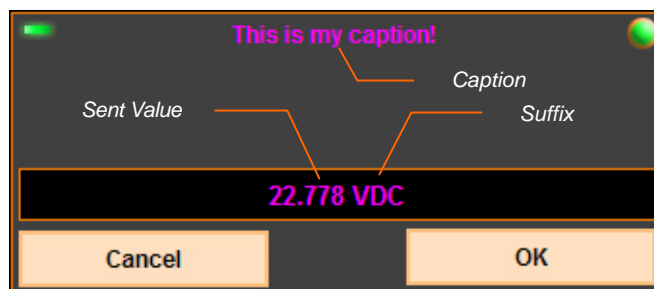 This is my caption!
Caption
Sent Value
Suffix
22.778 VDC
Cancel
OK